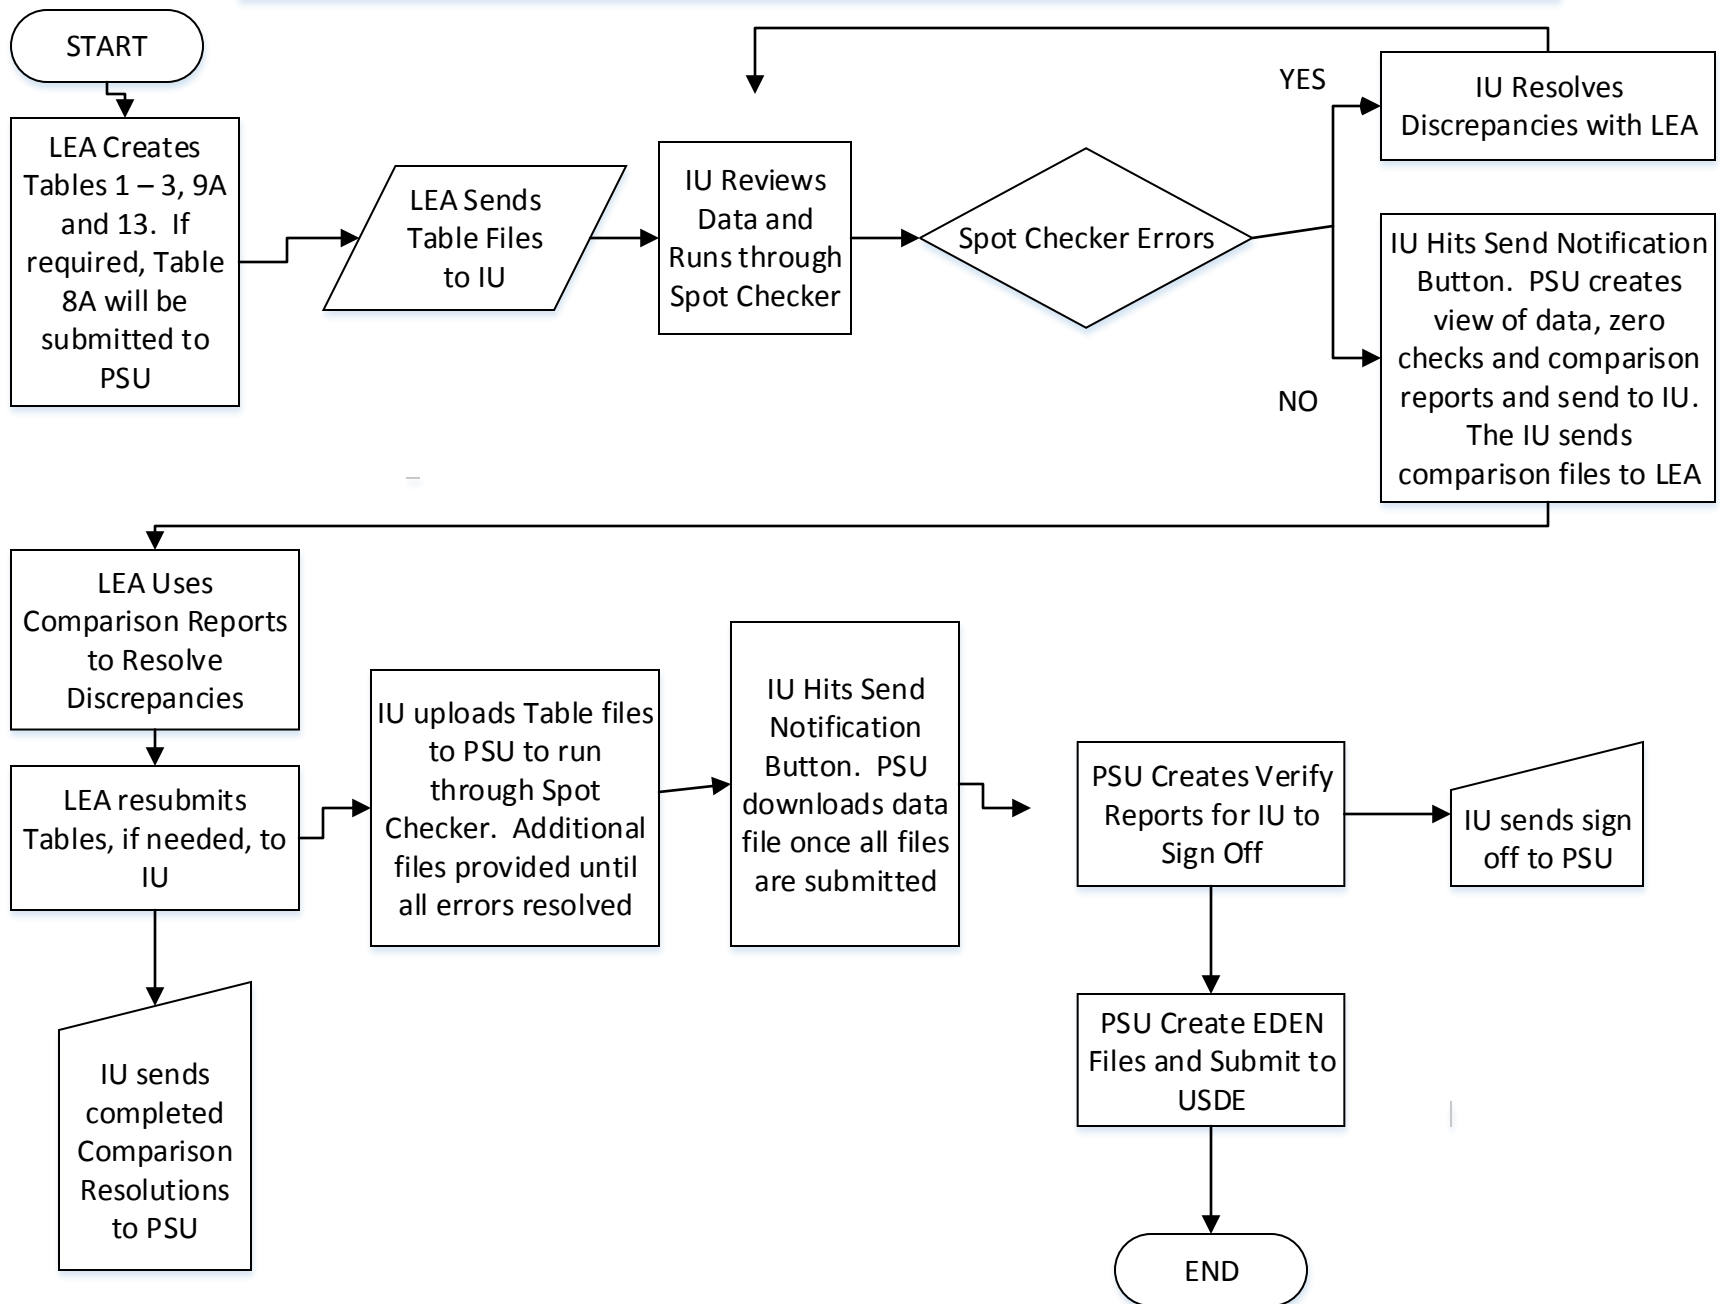 START
LEA Creates
Tables 1 – 3, 9A
and 13.  If
required, Table
8A will be
submitted to
PSU
LEA Sends
Table Files
to IU
IU Reviews
Data and
Runs through
Spot Checker
Spot Checker Errors
YES
IU Resolves
Discrepancies with LEA
NO
IU Hits Send Notification
Button.  PSU creates
view of data, zero
checks and comparison
reports and send to IU.
The IU sends
comparison files to LEA
LEA Uses
Comparison Reports
to Resolve
Discrepancies
LEA resubmits
Tables, if needed, to
IU
IU sends
completed
Comparison
Resolutions
to PSU
IU uploads Table files
to PSU to run
through Spot
Checker.  Additional
files provided until
all errors resolved
IU Hits Send
Notification
Button.  PSU
downloads data
file once all files
are submitted
PSU Creates Verify
Reports for IU to
Sign Off
IU sends sign
off to PSU
PSU Create EDEN
Files and Submit to
USDE
END